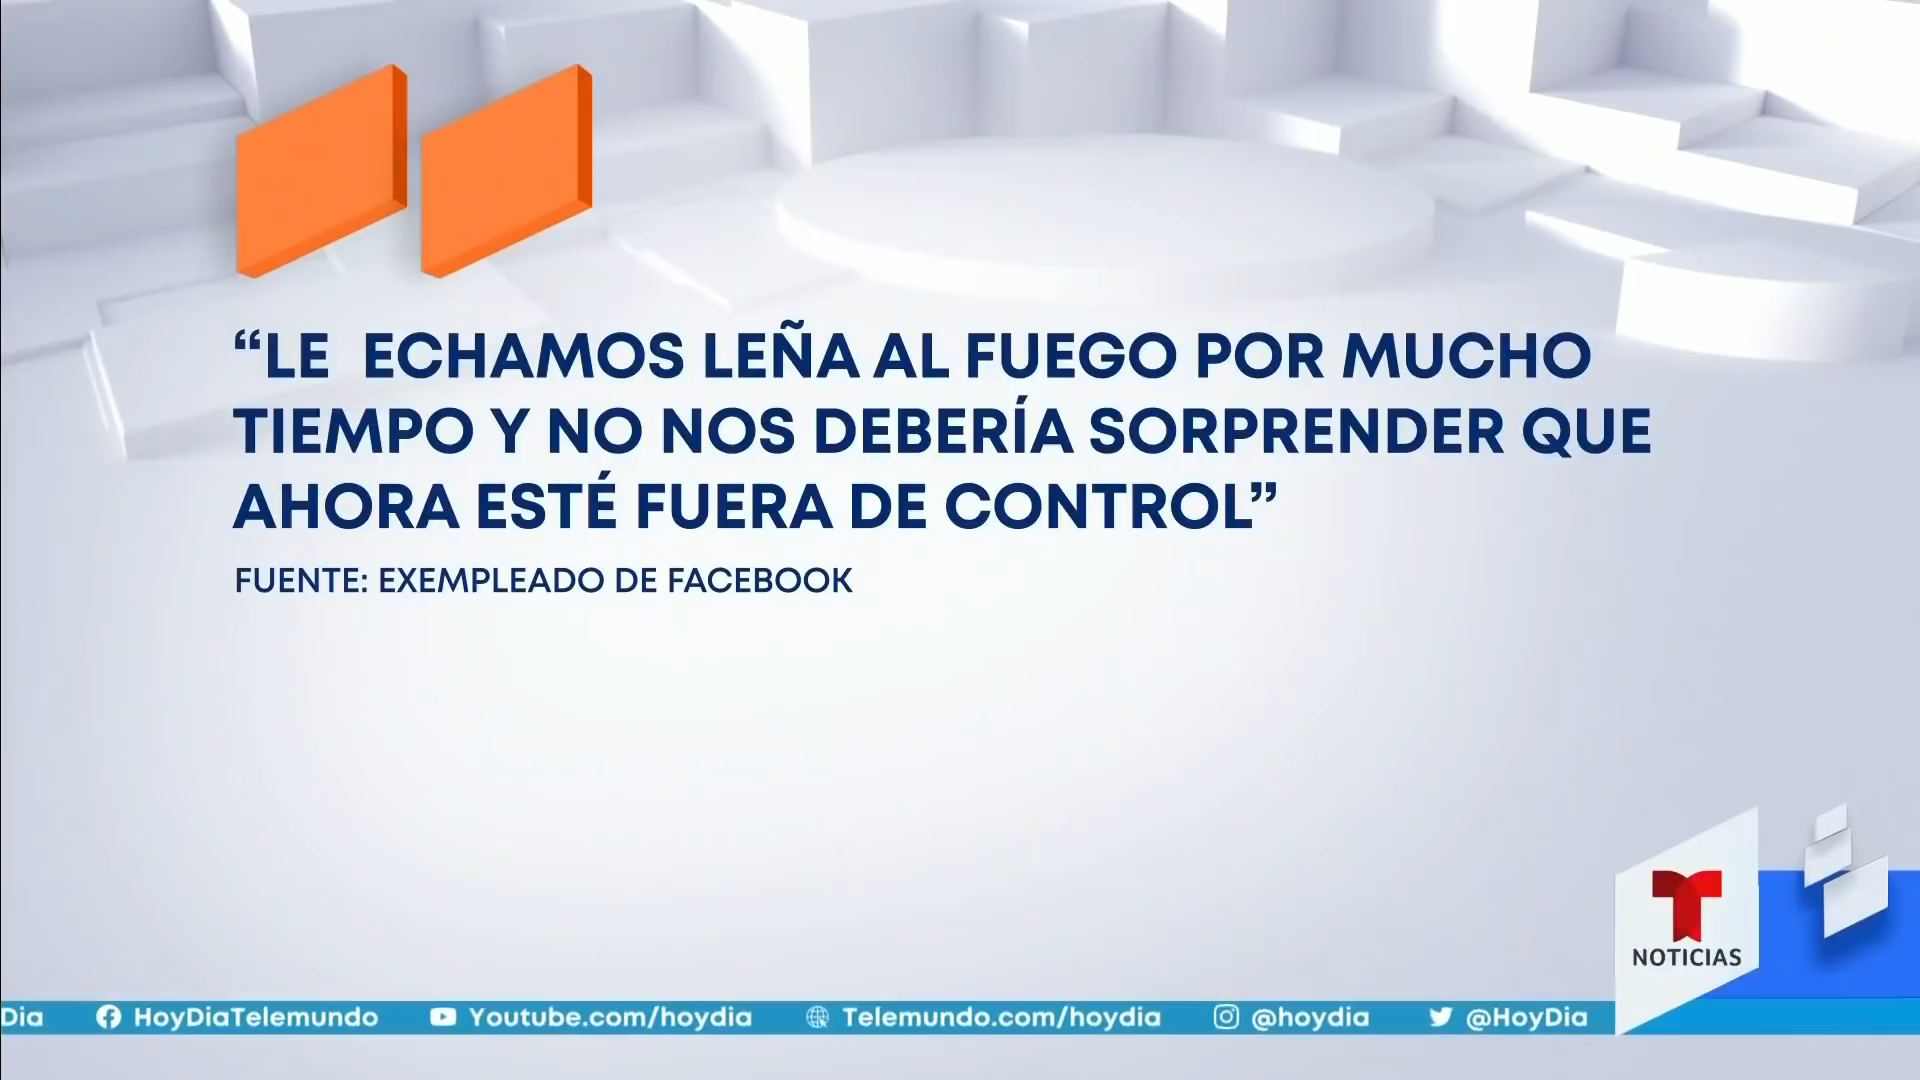 “LE  ECHAMOS LEÑA AL FUEGO POR MUCHO
TIEMPO Y NO NOS DEBERÍA SORPRENDER QUE
AHORA ESTÉ FUERA DE CONTROL”
FUENTE: EXEMPLEADO DE FACEBOOK
NOTICIAS
Dia HoyDiaTelemundo Youtube.com/hoydia Telemundo.com/hoydia @hoydia @HoyDia